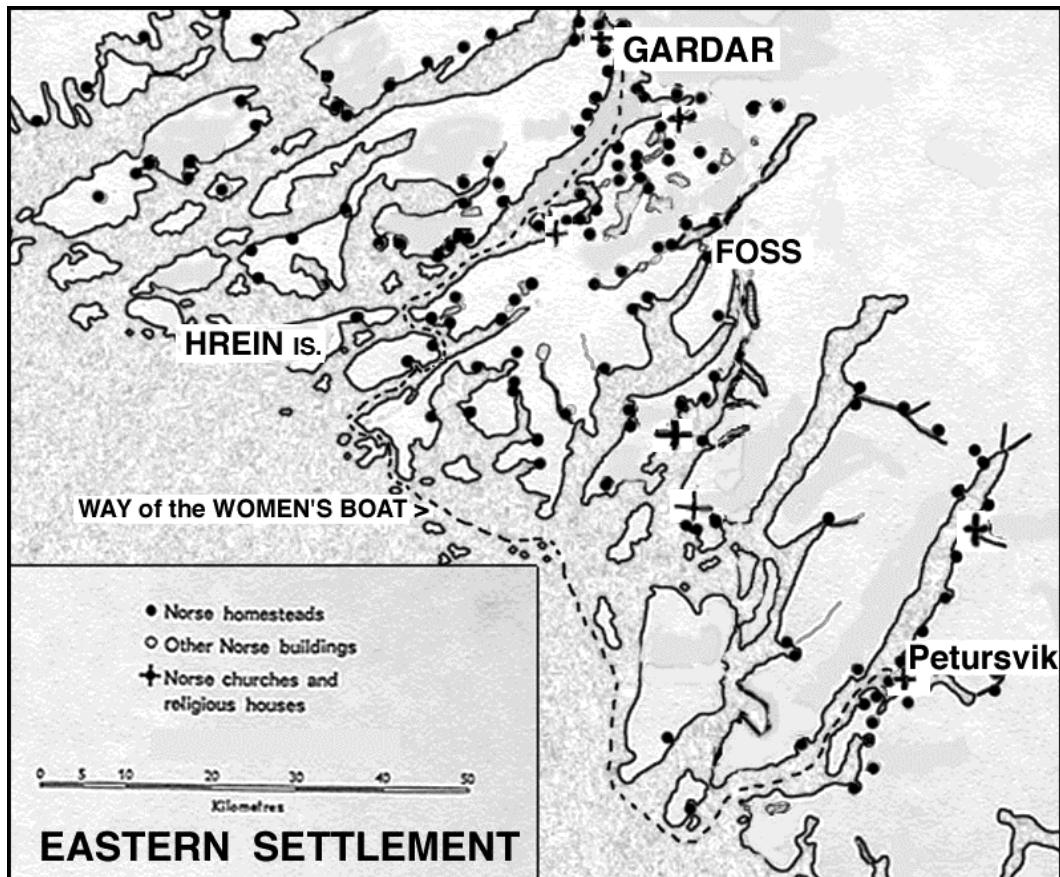 GARDAR
FOSS
HREIN IS.
WAY of the WOMEN'S BOAT >
Petursvik
Norse homesteads
Other Norse buildings
Norse churches and
religious houses
0 5 10 20 30 40 50
Kilometres
EASTERN SETTLEMENT